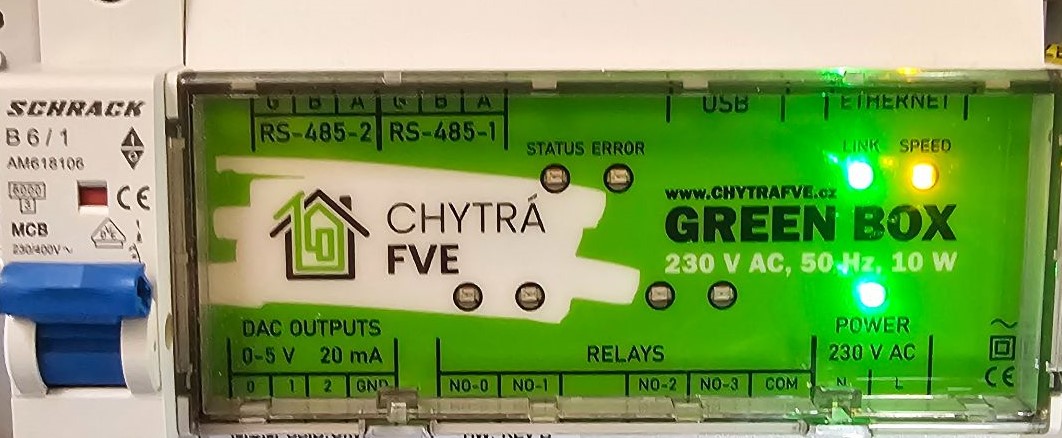 SCHRACK
B 6 / 1
AM618106
6000
3
CE
MCB
230/400V~
G B A G B A
RS-485-2 RS-485-1
USB
ETHERNET
STATUS ERROR
LINK SPEED
www.CHYTRAFVE.cz
GREEN BOX
230 V AC, 50 Hz, 10 W
CHYTRÁ
FVE
DAC OUTPUTS
0-5 V 20 mA
0 1 2 GND
RELAYS
NO-0 NO-1 NO-2 NO-3 COM
POWER
230 V AC
N L
~
CE